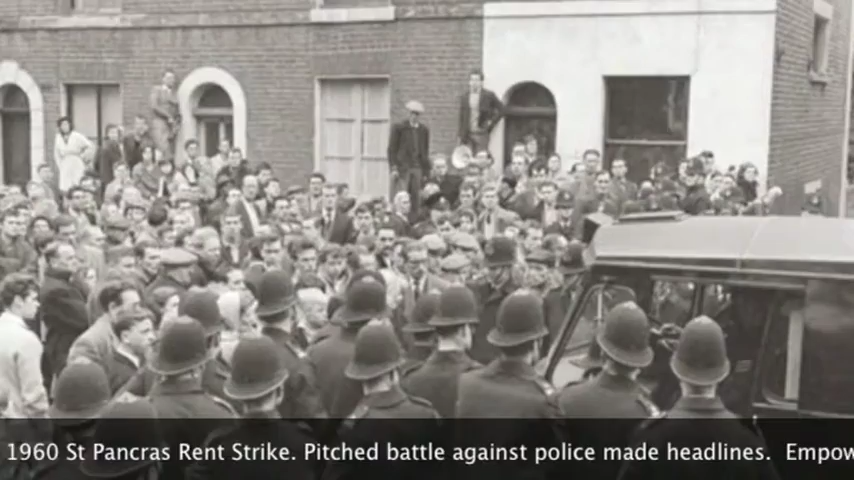 1960 St Pancras Rent Strike. Pitched battle against police made headlines. Empow